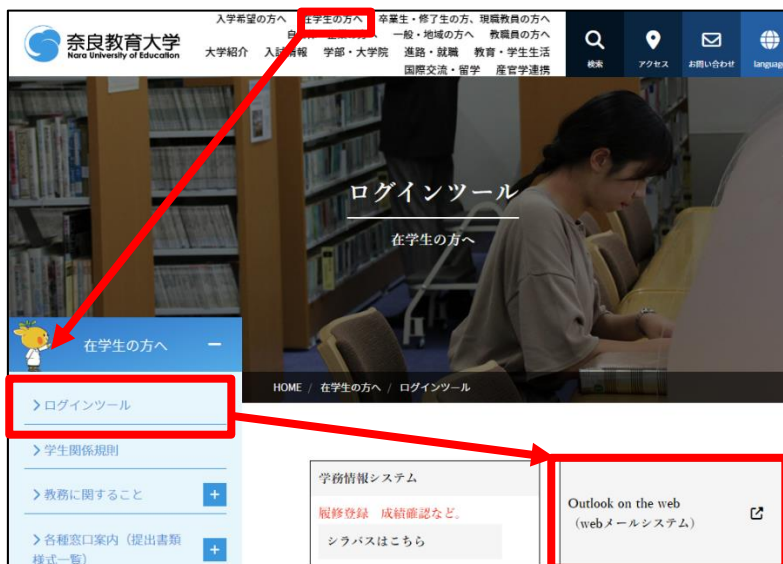 入学希望の方へ 在学生の方へ 卒業生・修了生の方、現職教員の方へ
一般・地域の方へ 教職員の方へ
奈良教育大学
Nara University of Education
大学紹介 入試情報 学部・大学院 進路・就職 教育・学生生活
国際交流・留学 産官学連携
検索
アクセス
お問い合わせ
language
ログインツール
在学生の方へ
在学生の方へ
HOME / 在学生の方へ / ログインツール
ログインツール
学生関係規則
教務に関すること
各種窓口案内（提出書類
様式一覧）
学務情報システム
履修登録 成績確認など。
シラバスはこちら
Outlook on the web
（webメールシステム）